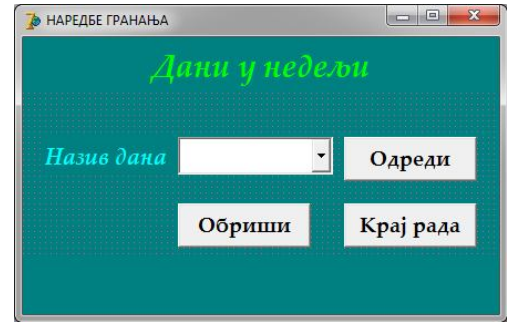 НАРЕДБЕ ГРАНАЊА
Дани у недељи
Назив дана
Одреди
Обриши
Крај рада